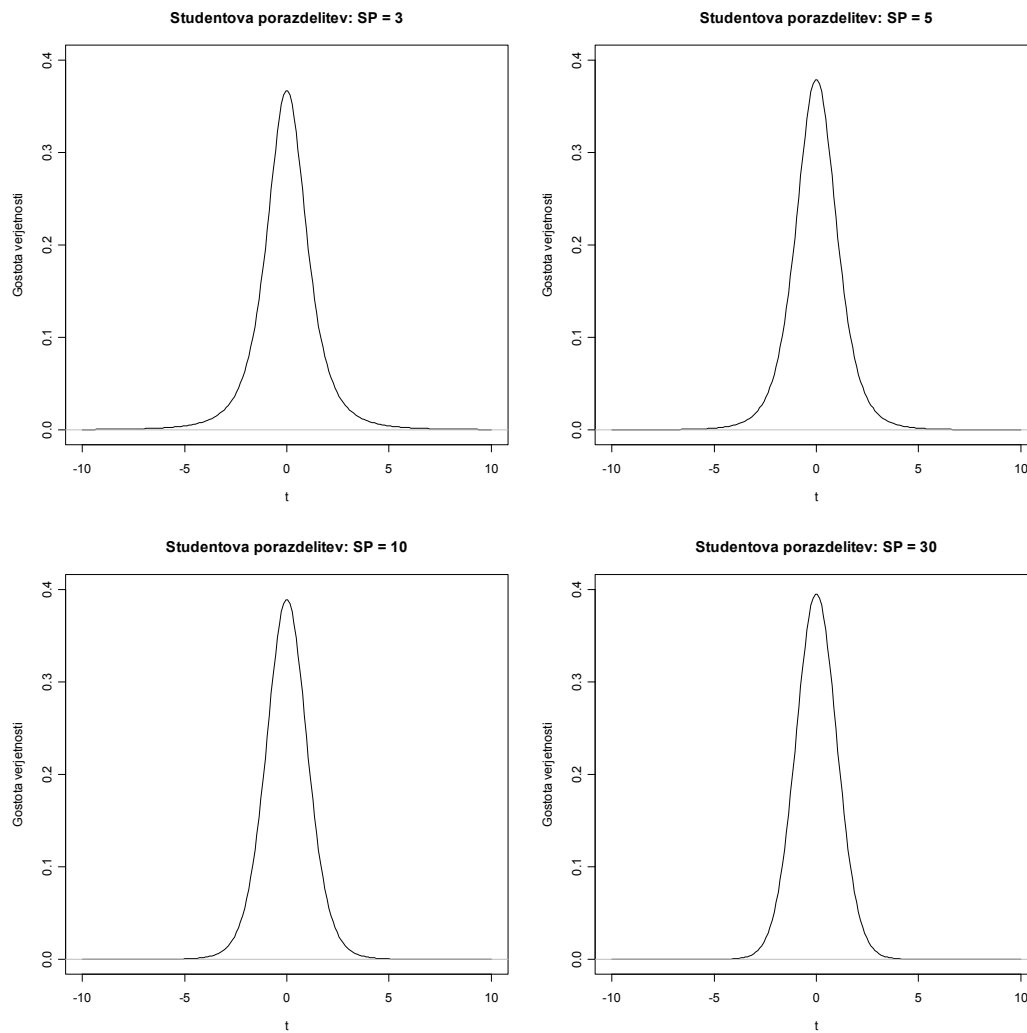 Studentova porazdelitev: SP = 3
Gostota verjetnosti
0.4
0.3
0.2
0.1
0.0
-10 -5 0 5 10
t
Studentova porazdelitev: SP = 5
Gostota verjetnosti
0.4
0.3
0.2
0.1
0.0
-10 -5 0 5 10
t
Studentova porazdelitev: SP = 10
Gostota verjetnosti
0.4
0.3
0.2
0.1
0.0
-10 -5 0 5 10
t
Studentova porazdelitev: SP = 30
Gostota verjetnosti
0.4
0.3
0.2
0.1
0.0
-10 -5 0 5 10
t